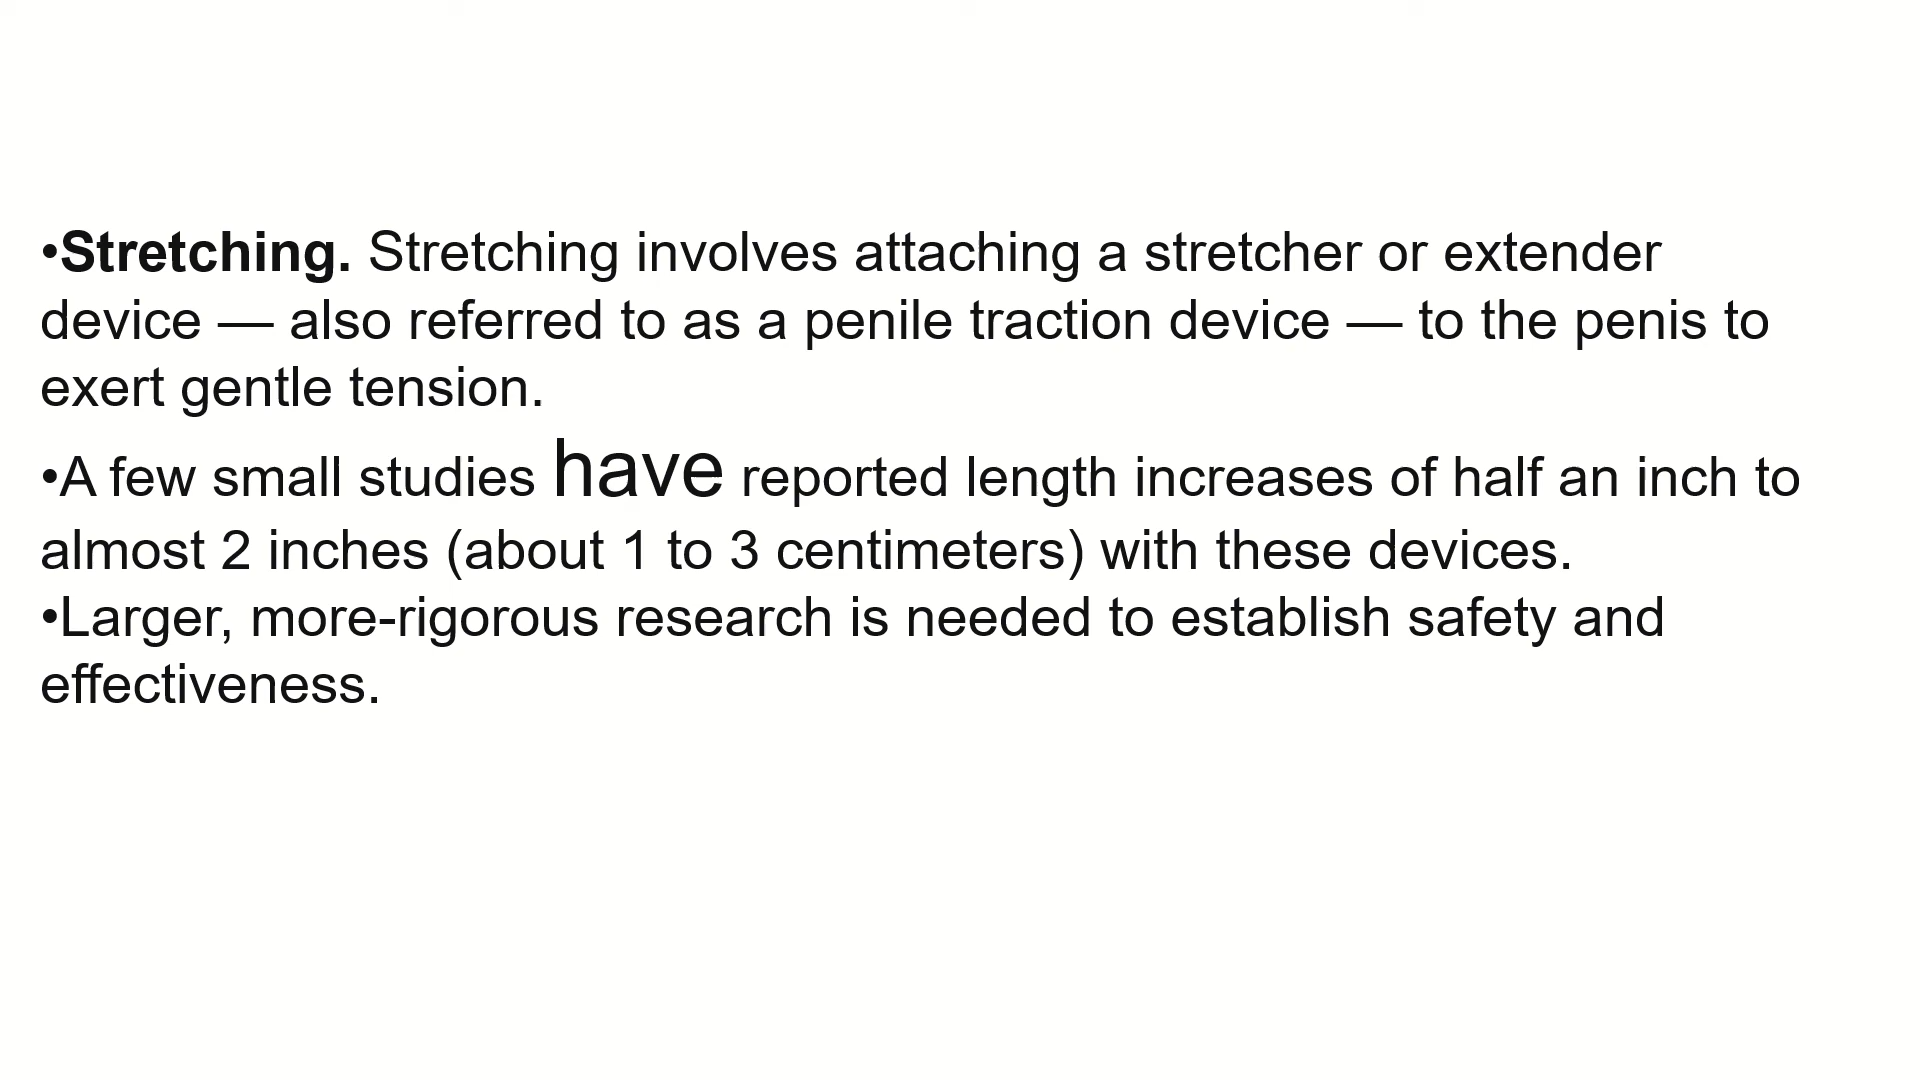 •Stretching. Stretching involves attaching a stretcher or extender
device — also referred to as a penile traction device — to the penis to
exert gentle tension.
•A few small studies have reported length increases of half an inch to
almost 2 inches (about 1 to 3 centimeters) with these devices.
•Larger, more-rigorous research is needed to establish safety and
effectiveness.